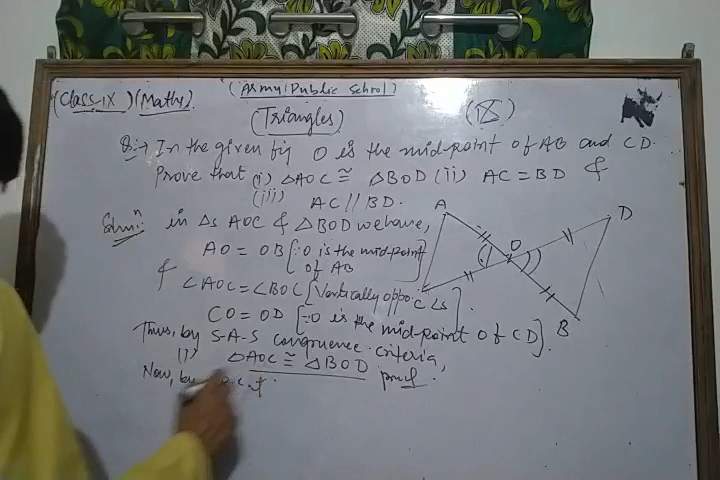 (Army Public School)
(Class-IX) (Maths)
(Triangles)
(18)
Q:→ In the given fig O is the mid-point of AB and CD.
Prove that (i) △AOC ≅ △BOD (ii) AC = BD &
(iii) AC // BD.
Solun:- in △s AOC & △BOD we have,
AO = OB [∵ O is the mid-point
of AB]
& ∠AOC = ∠BOC [Vertically oppo ∠s].
CO = OD [∵ O is the mid-point of CD].
Thus, by S-A-S congruence criteria,
(i) △AOC ≅ △BOD proof.
Now, by
A
D
O
C
B